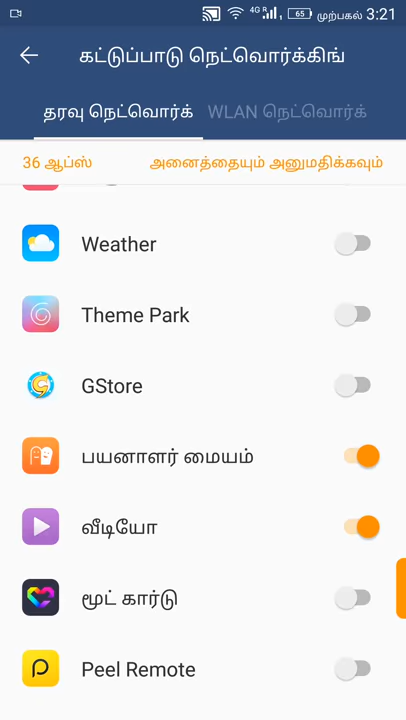 4G
65
முற்பகல் 3:21
கட்டுப்பாடு நெட்வொர்க்கிங்
தரவு நெட்வொர்க்
WLAN நெட்வொர்க்
36 ஆப்ஸ்
அனைத்தையும் அனுமதிக்கவும்
Weather
Theme Park
GStore
பயனாளர் மையம்
வீடியோ
மூட் கார்டு
Peel Remote